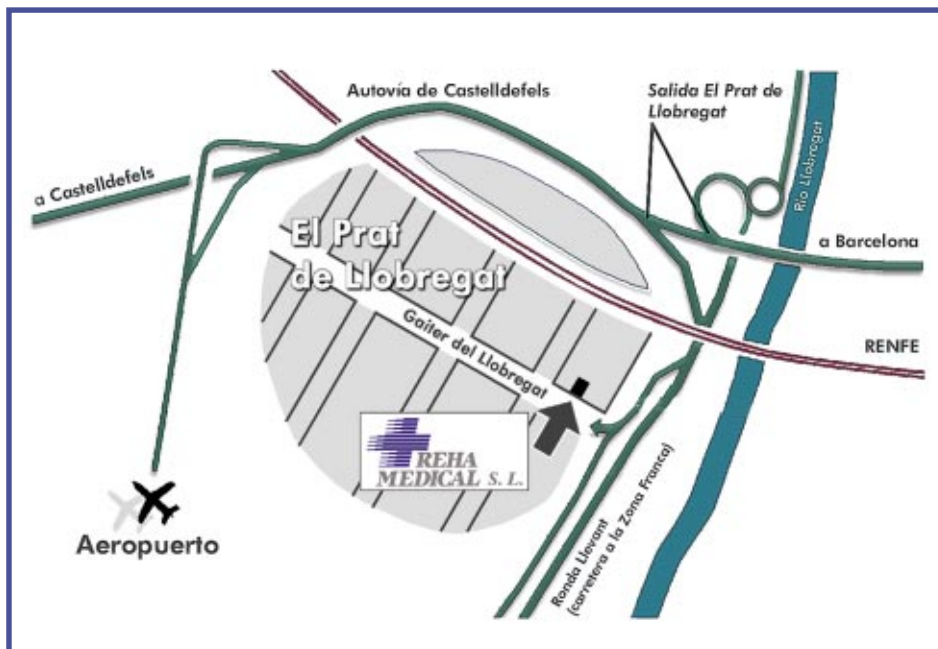 Autovía de Castelldefels
Salida El Prat de
Llobregat
a Castelldefels
Rio Llobregat
a Barcelona
El Prat
de Llobregat
Gaiter del Llobregat
RENFE
REHA
MEDICAL S. L.
Aeropuerto
Ronda Llevant
(carretera a la Zona Franca)